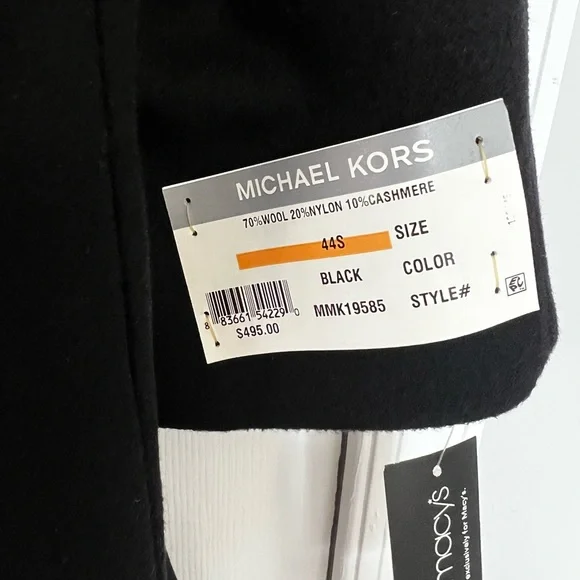 MICHAEL KORS
70%WOOL 20%NYLON 10%CASHMERE
44S SIZE
BLACK COLOR
MMK19585 STYLE#
8 83661 54229 0
$495.00
macy's
exclusively for Macy's.